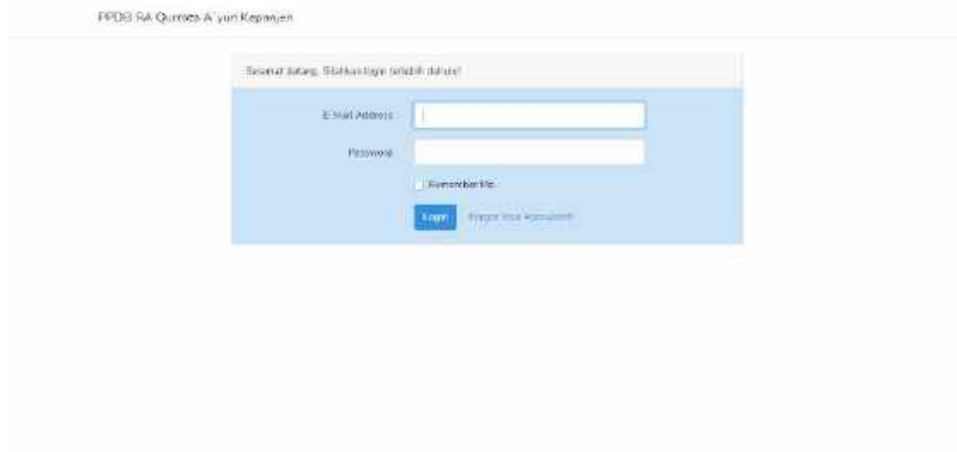 PPDB RA Qurrota A'yun Kepanjen
Selamat datang, Silahkan login terlebih dahulu!
E-Mail Address
Password
Remember Me
Login
Forgot Your Password?